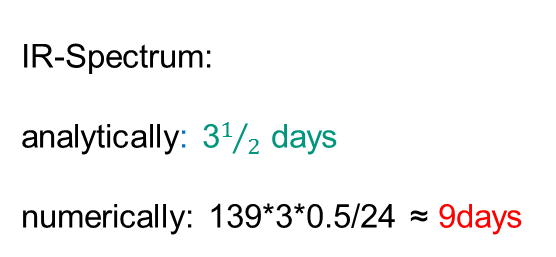 IR-Spectrum:
analytically: 3¹/₂ days
numerically: 139*3*0.5/24 ≈ 9days